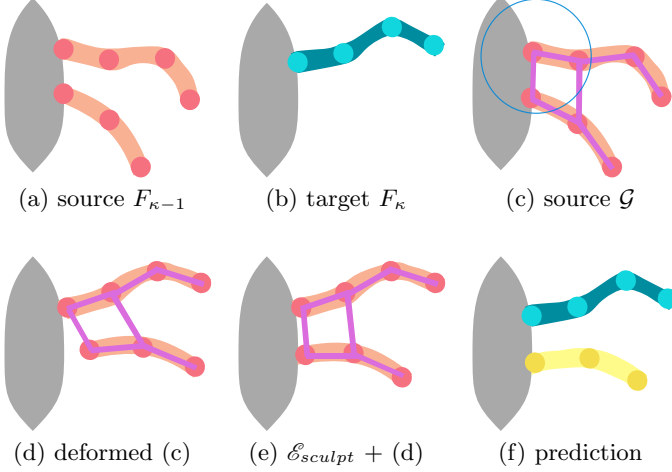 (a) source F_{κ−1}
(b) target F_κ
(c) source 𝒢
(d) deformed (c)
(e) ℰ_{sculpt} + (d)
(f) prediction